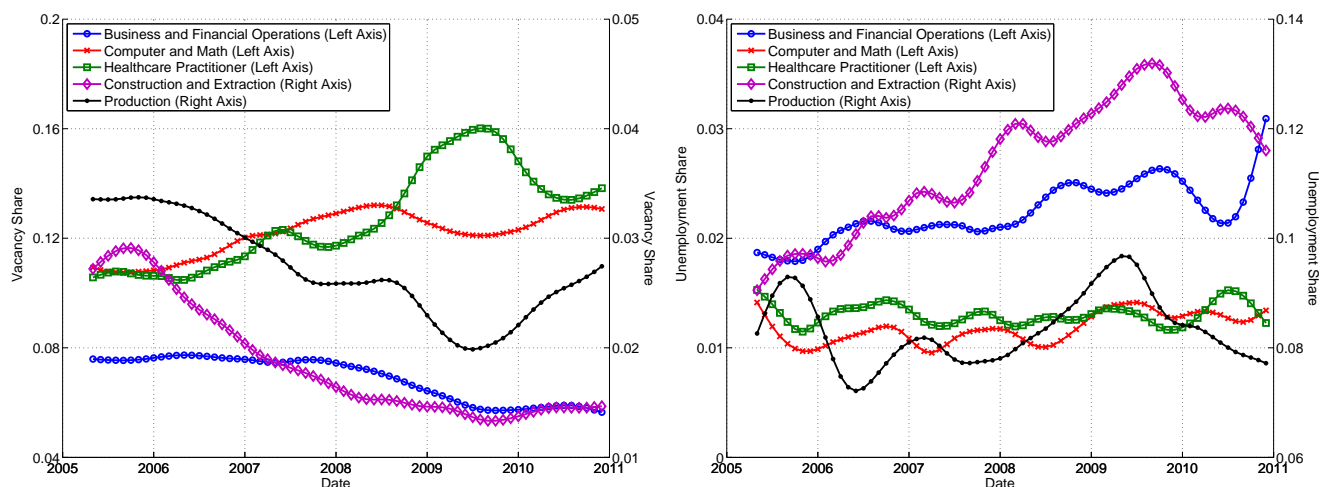 0.2
0.16
0.12
0.08
0.04
Vacancy Share
0.05
0.04
0.03
0.02
0.01
Vacancy Share
Business and Financial Operations (Left Axis)
Computer and Math (Left Axis)
Healthcare Practitioner (Left Axis)
Construction and Extraction (Right Axis)
Production (Right Axis)
2005 2006 2007 2008 2009 2010 2011
Date
0.04
0.03
0.02
0.01
0
Unemployment Share
0.14
0.12
0.1
0.08
0.06
Unemployment Share
Business and Financial Operations (Left Axis)
Computer and Math (Left Axis)
Healthcare Practitioner (Left Axis)
Construction and Extraction (Right Axis)
Production (Right Axis)
2005 2006 2007 2008 2009 2010 2011
Date